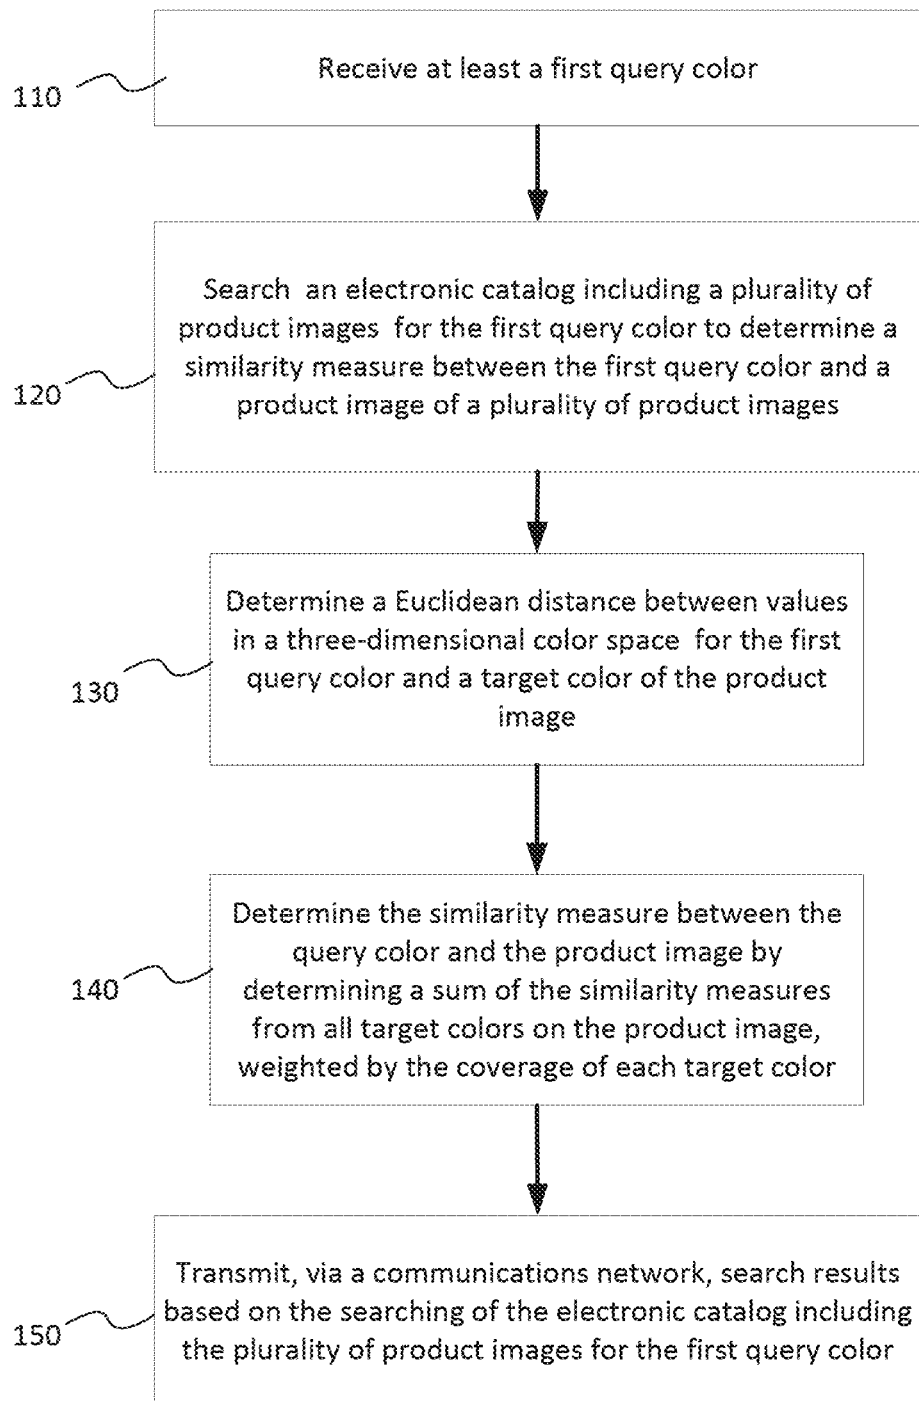 Receive at least a first query color
110
Search an electronic catalog including a plurality of
product images for the first query color to determine a
similarity measure between the first query color and a
product image of a plurality of product images
120
Determine a Euclidean distance between values
in a three-dimensional color space for the first
query color and a target color of the product
image
130
Determine the similarity measure between the
query color and the product image by
determining a sum of the similarity measures
from all target colors on the product image,
weighted by the coverage of each target color
140
Transmit, via a communications network, search results
based on the searching of the electronic catalog including
the plurality of product images for the first query color
150